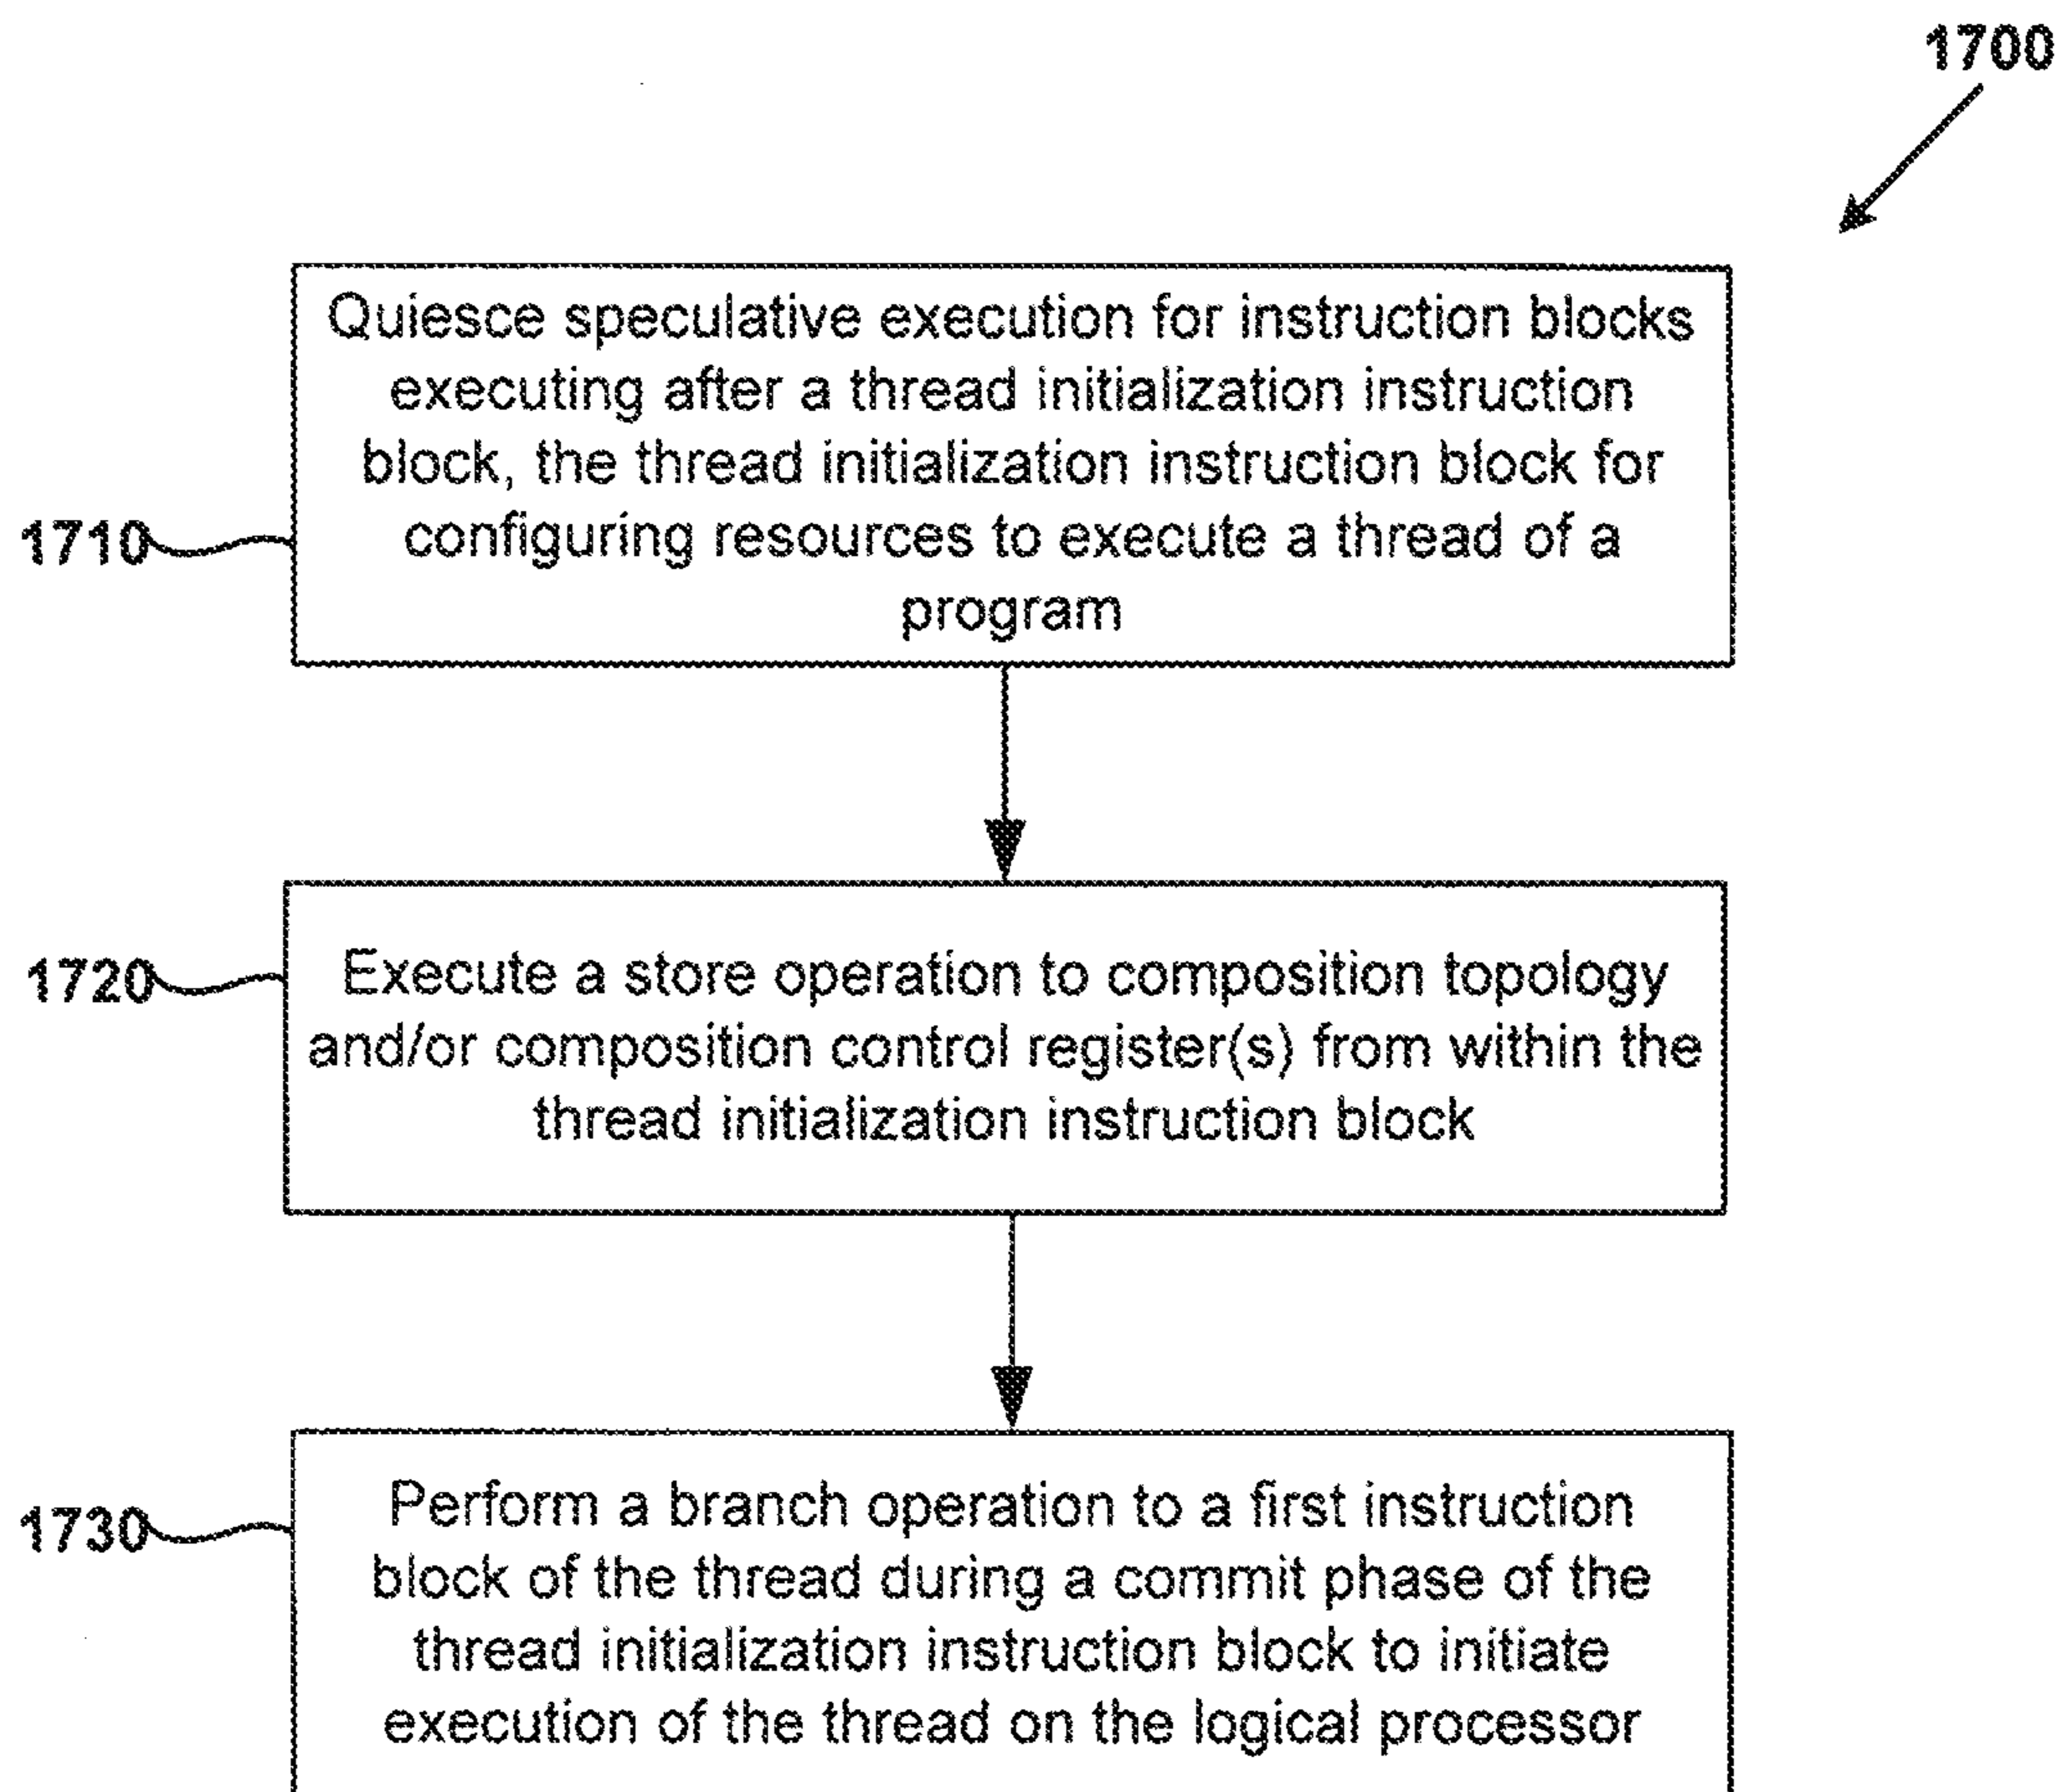 1700
Quiesce speculative execution for instruction blocks
executing after a thread initialization instruction
block, the thread initialization instruction block for
configuring resources to execute a thread of a
program
1710
Execute a store operation to composition topology
and/or composition control register(s) from within the
thread initialization instruction block
1720
Perform a branch operation to a first instruction
block of the thread during a commit phase of the
thread initialization instruction block to initiate
execution of the thread on the logical processor
1730